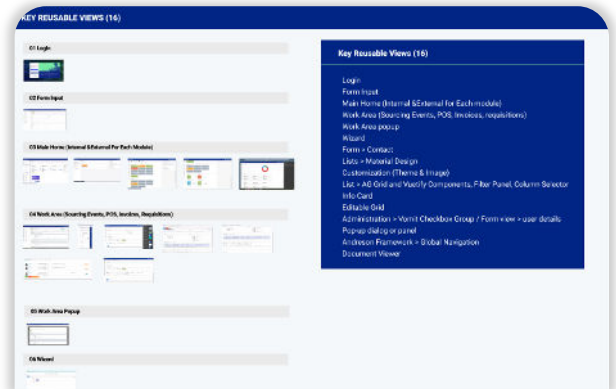 KEY REUSABLE VIEWS (16)
01 Login
02 Form Input
03 Main Home (Internal &External For Each Module)
04 Work Area (Sourcing Events, POS, Invoices, Requisitions)
05 Work Area Popup
06 Wizard
Key Reusable Views (16)
Login
Form Input
Main Home (Internal &External for Each module)
Work Area (Sourcing Events, POS, Invoices, requisitions)
Work Area popup
Wizard
Form > Contact
Lists > Material Design
Customization (Theme & Image)
List > AG Grid and Vuetify Components, Filter Panel, Column Selector
Info Card
Editable Grid
Administration > Vomit Checkbox Group / Form view > user details
Pop-up dialog or panel
Andreson Framework > Global Navigation
Document Viewer